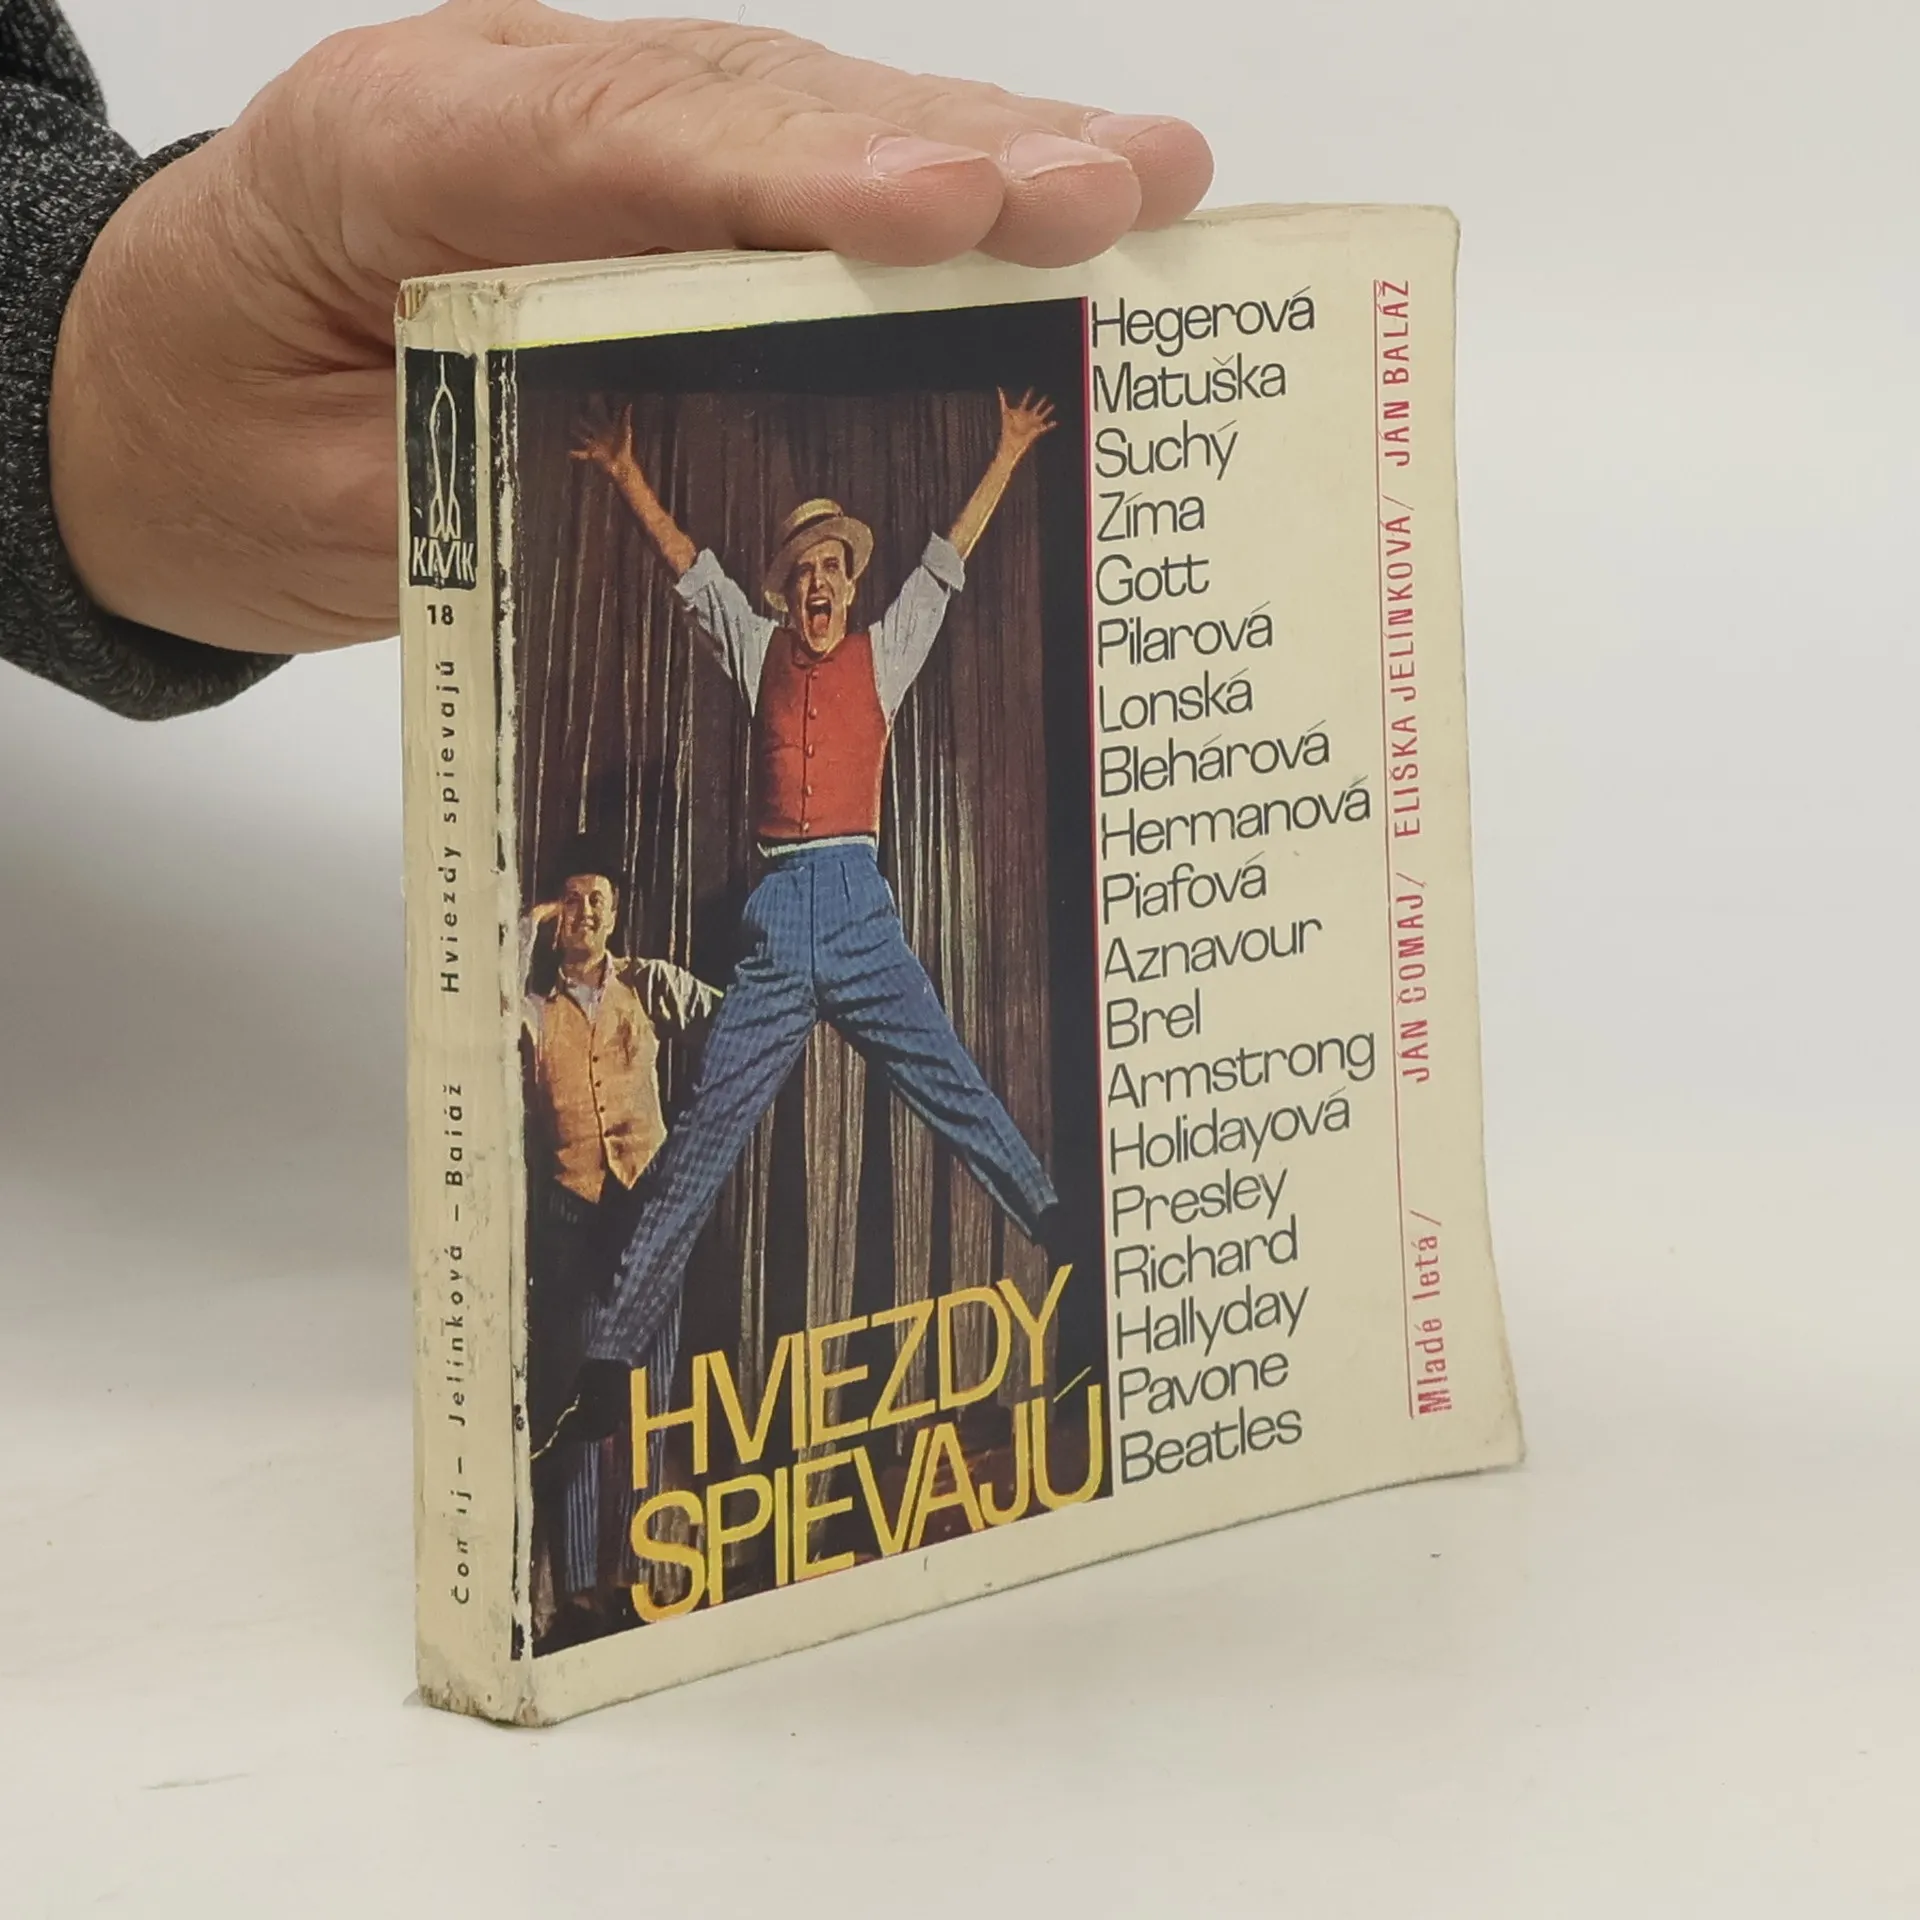 KMIK
18
Hviezdy spievajú
Čomaj – Jelínková – Baláž
HVIEZDY
SPIEVAJÚ
Hegerová
Matuška
Suchý
Zíma
Gott
Pilarová
Lonská
Blehárová
Hermanová
Piafová
Aznavour
Brel
Armstrong
Holidayová
Presley
Richard
Hallyday
Pavone
Beatles
Mladé letá / JÁN ČOMAJ / ELIŠKA JELÍNKOVÁ / JÁN BALÁŽ